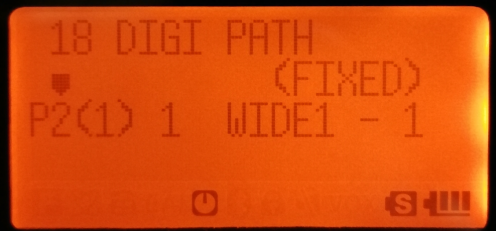 18 DIGI PATH
(FIXED)
P2(1) 1 WIDE1 - 1
S